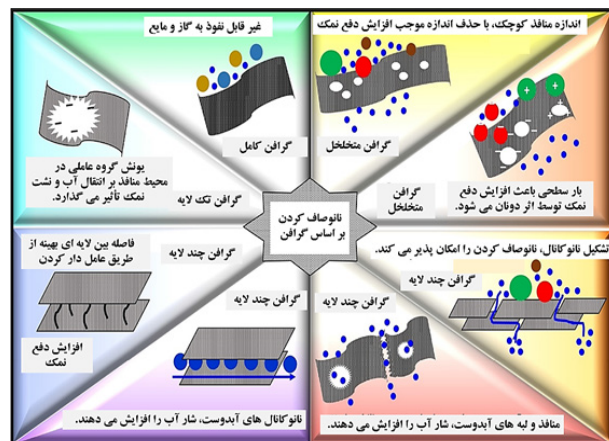 اندازه منافذ کوچک، با حذف اندازه موجب افزایش دفع نمک
گرافن متخلخل
بار سطحی باعث افزایش دفع
نمک توسط اثر دونان می شود.
گرافن
متخلخل
غیر قابل نفوذ به گاز و مایع
گرافن کامل
یونش گروه عاملی در
محیط منافذ بر انتقال آب و نشت
نمک تأثیر می گذارد.
گرافن تک لایه
نانوصاف کردن
بر اساس گرافن
تشکیل نانوکانال، نانوصاف کردن را امکان پذیر می کند.
گرافن چند لایه
گرافن چند لایه
منافذ و لبه های آبدوست، شار آب را افزایش می دهند.
گرافن چند لایه
فاصله بین لایه ای بهینه از
طریق عامل دار کردن
افزایش دفع
نمک
گرافن چند لایه
نانوکانال های آبدوست، شار آب را افزایش می دهند.